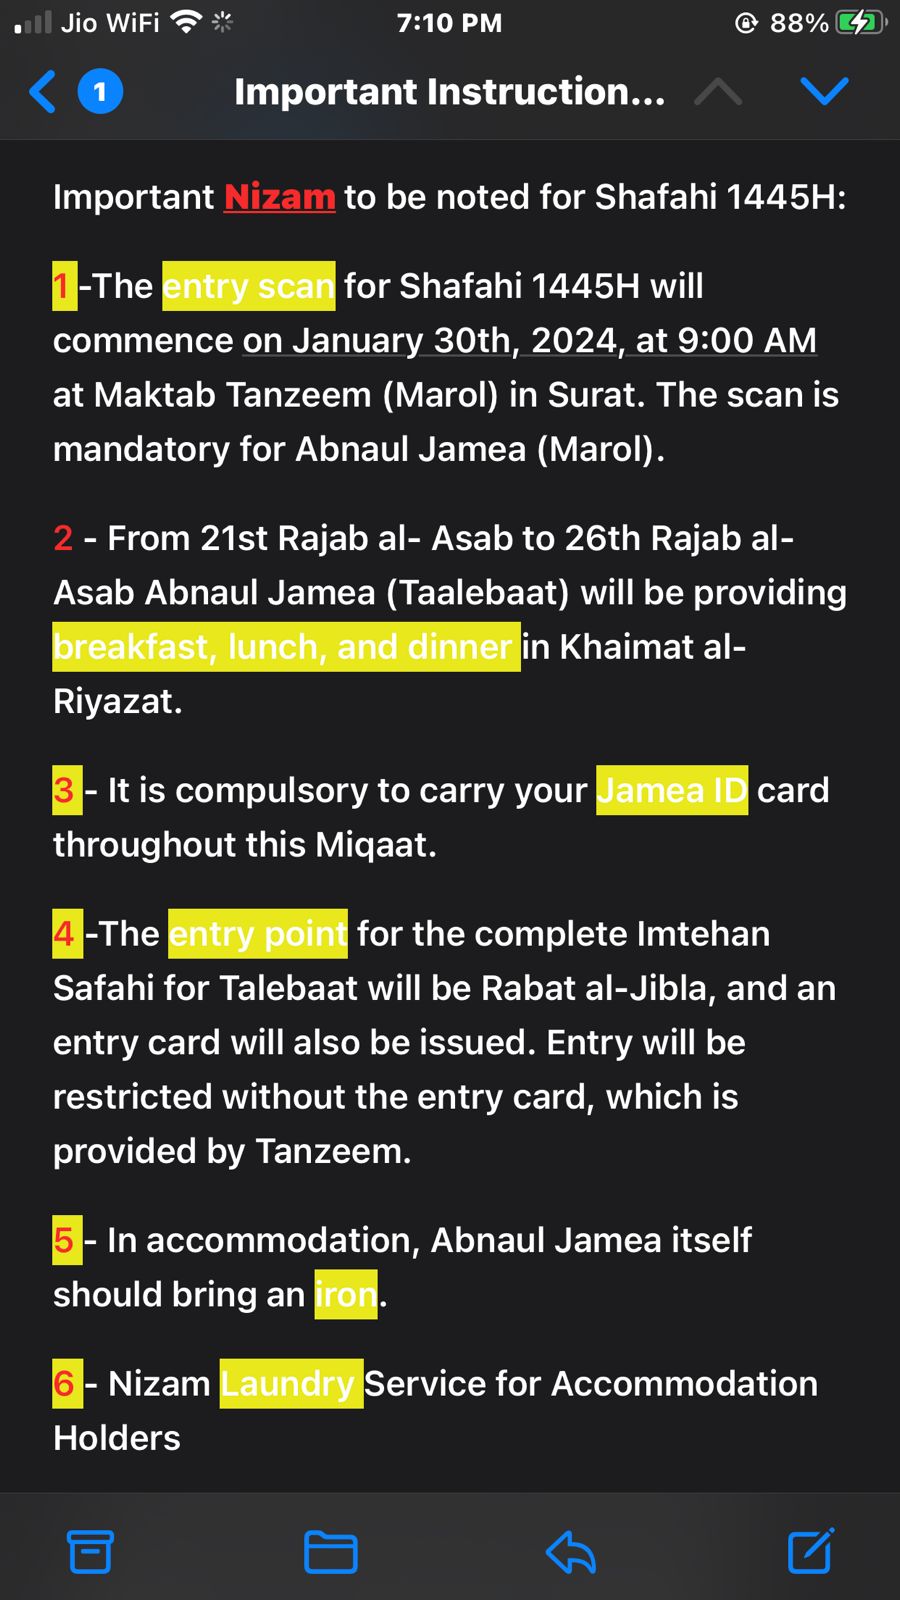 Jio WiFi 7:10 PM 88%
1 Important Instruction...
Important Nizam to be noted for Shafahi 1445H:
1 -The entry scan for Shafahi 1445H will
commence on January 30th, 2024, at 9:00 AM
at Maktab Tanzeem (Marol) in Surat. The scan is
mandatory for Abnaul Jamea (Marol).
2 - From 21st Rajab al- Asab to 26th Rajab al-
Asab Abnaul Jamea (Taalebaat) will be providing
breakfast, lunch, and dinner in Khaimat al-
Riyazat.
3 - It is compulsory to carry your Jamea ID card
throughout this Miqaat.
4 -The entry point for the complete Imtehan
Safahi for Talebaat will be Rabat al-Jibla, and an
entry card will also be issued. Entry will be
restricted without the entry card, which is
provided by Tanzeem.
5 - In accommodation, Abnaul Jamea itself
should bring an iron.
6 - Nizam Laundry Service for Accommodation
Holders